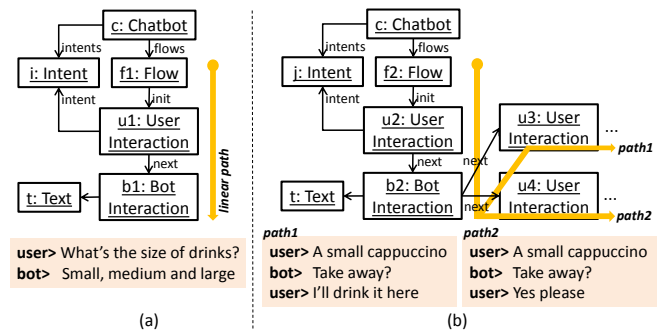 c: Chatbot
intents
flows
i: Intent
f1: Flow
intent
init
u1: User
Interaction
next
t: Text
b1: Bot
Interaction
linear path
user> What's the size of drinks?
bot> Small, medium and large
(a)
c: Chatbot
intents
flows
j: Intent
f2: Flow
intent
init
u2: User
Interaction
next
t: Text
b2: Bot
Interaction
next
u3: User
Interaction
...
path1
next
u4: User
Interaction
...
path2
path1
user> A small cappuccino
bot> Take away?
user> I'll drink it here
path2
user> A small cappuccino
bot> Take away?
user> Yes please
(b)